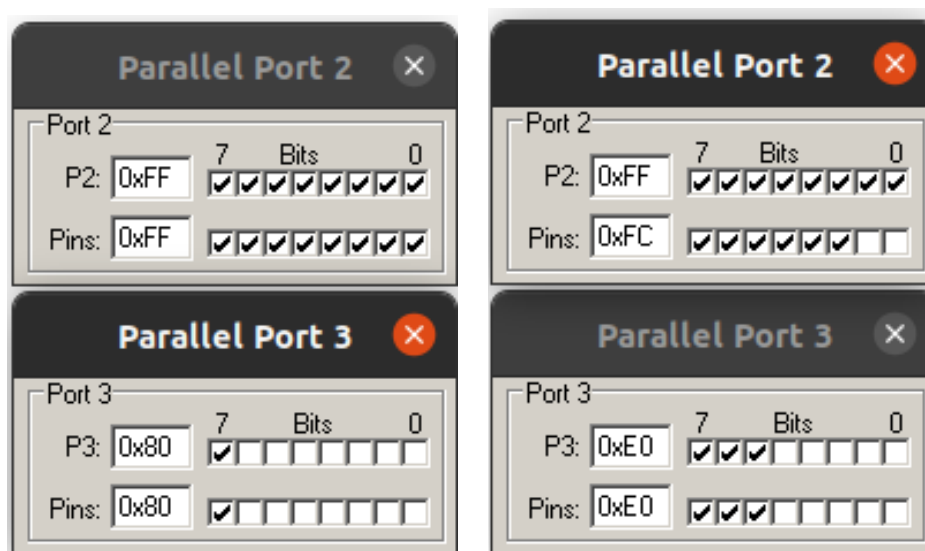 Parallel Port 2
Port 2
7 Bits 0
P2: 0xFF
Pins: 0xFF
Parallel Port 3
Port 3
7 Bits 0
P3: 0x80
Pins: 0x80
Parallel Port 2
Port 2
7 Bits 0
P2: 0xFF
Pins: 0xFC
Parallel Port 3
Port 3
7 Bits 0
P3: 0xE0
Pins: 0xE0